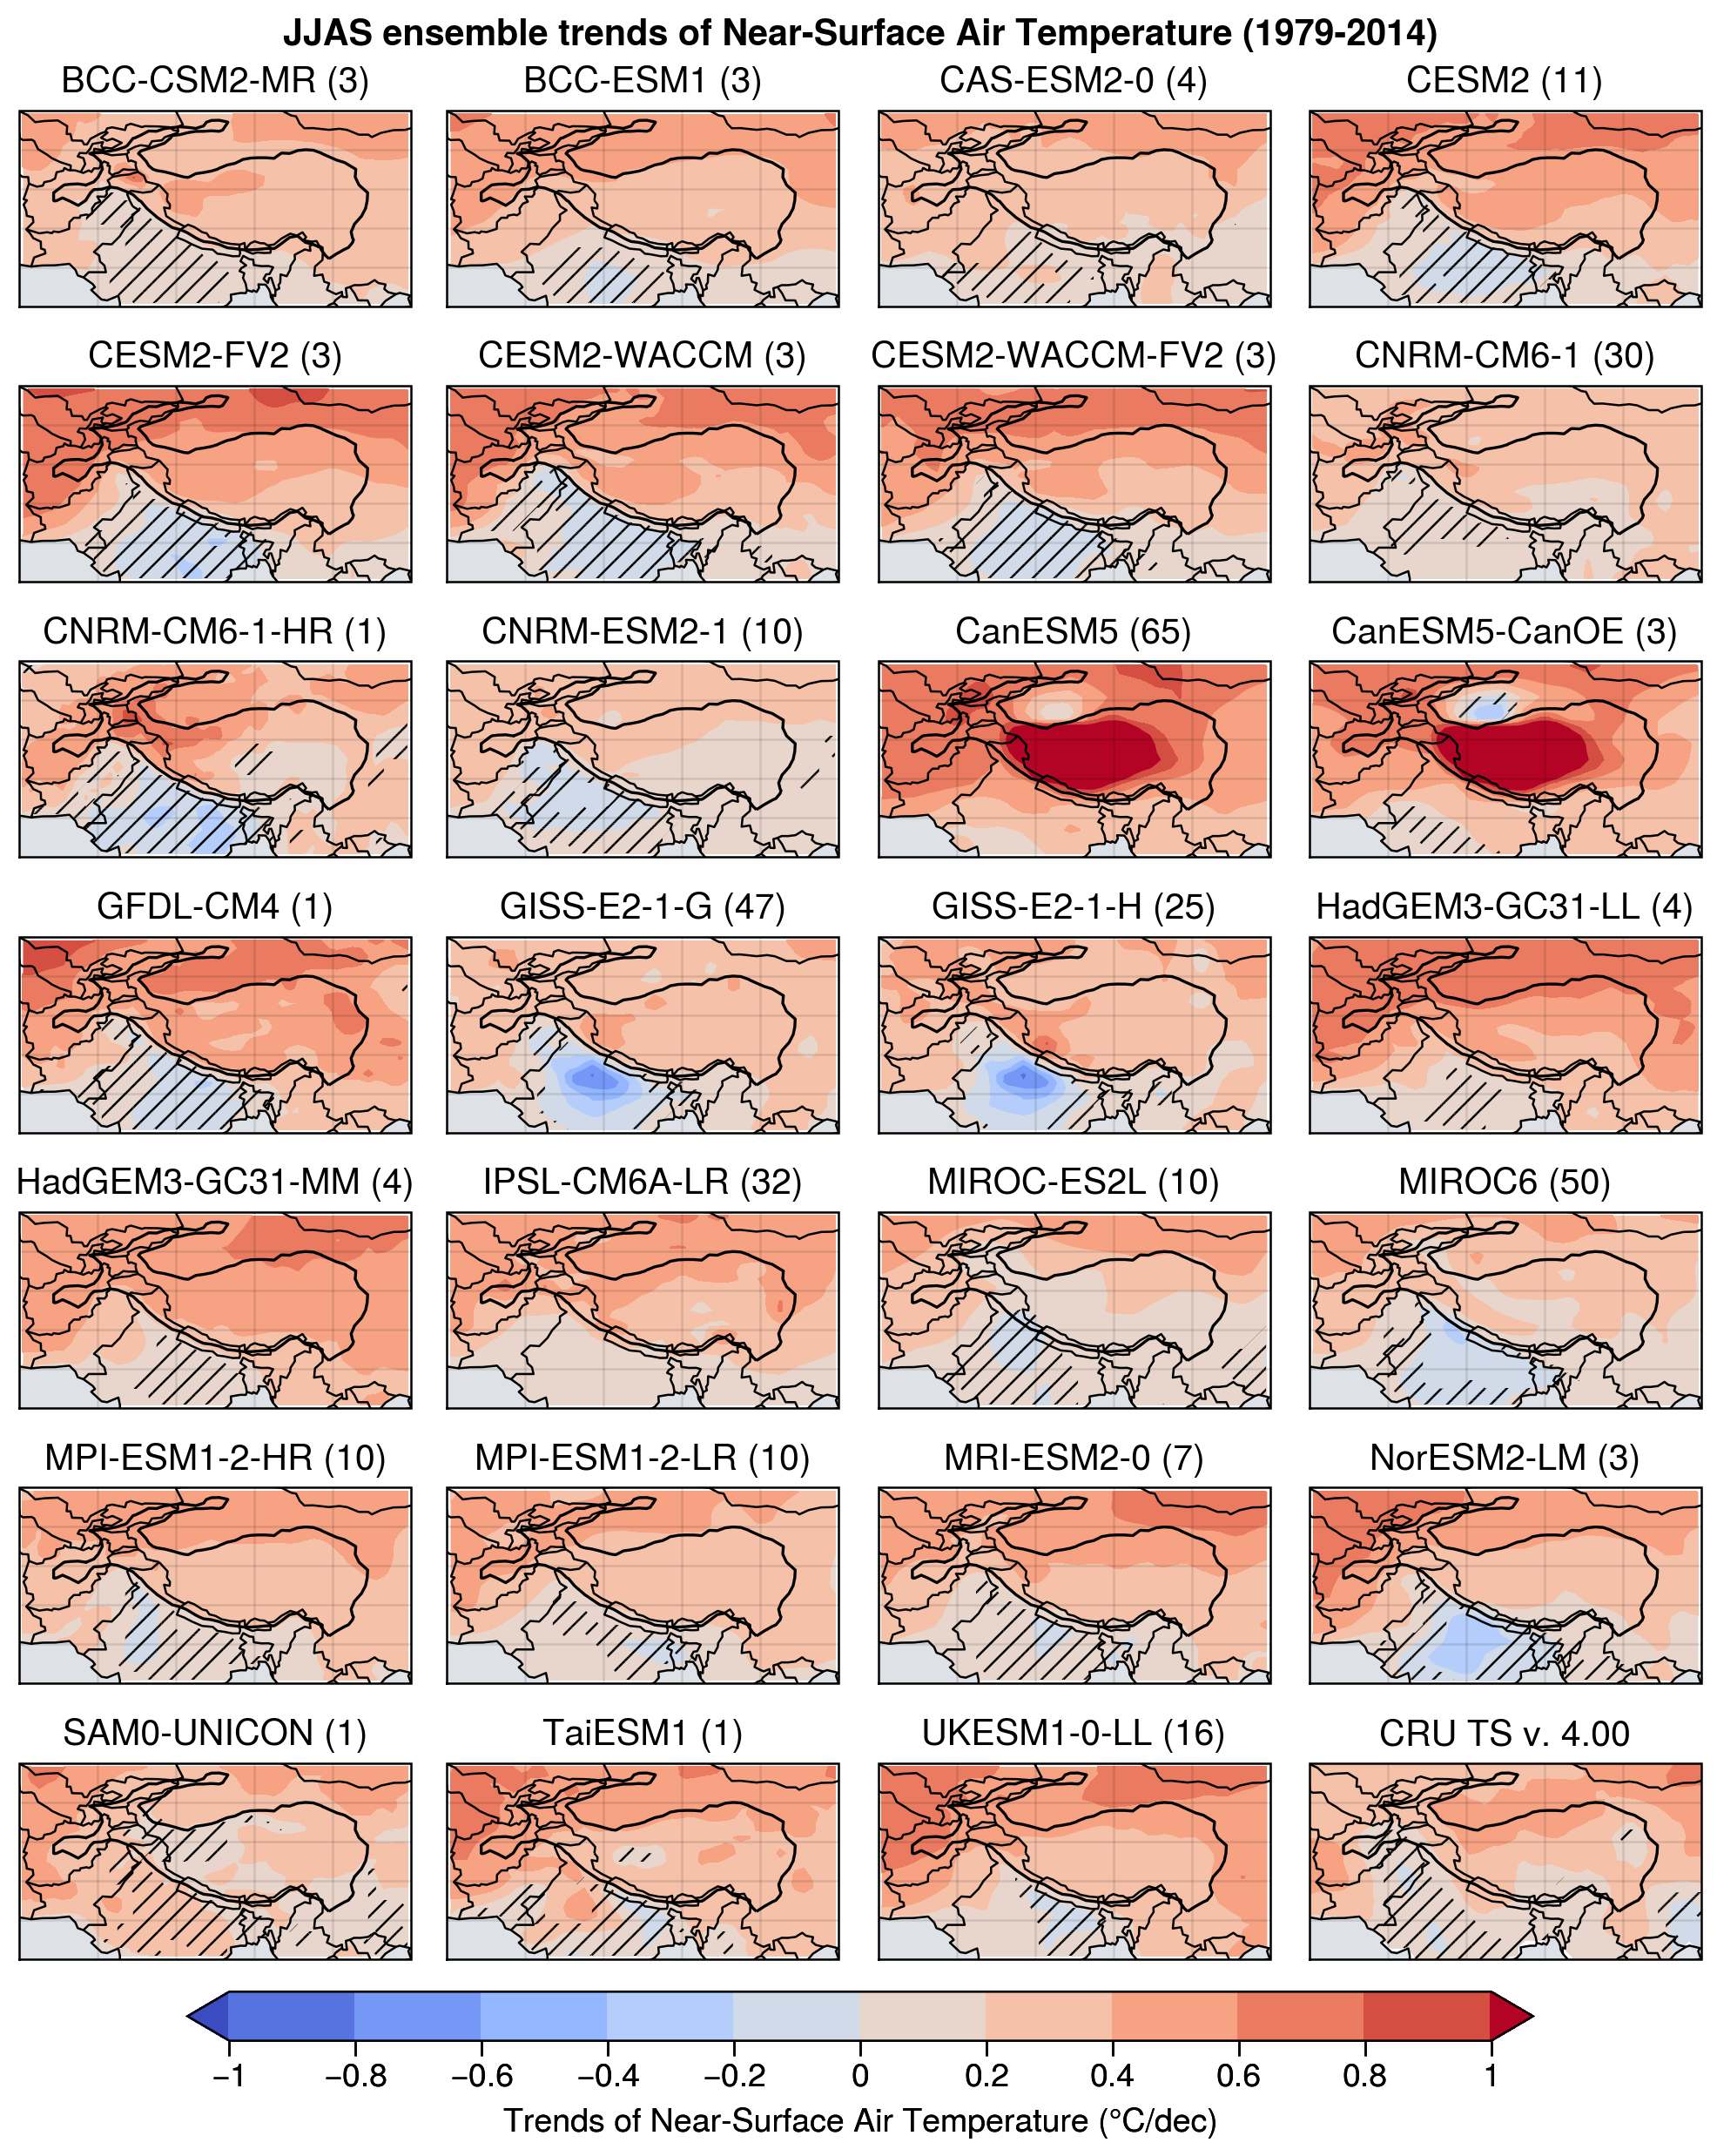 JJAS ensemble trends of Near-Surface Air Temperature (1979-2014)
BCC-CSM2-MR (3)
BCC-ESM1 (3)
CAS-ESM2-0 (4)
CESM2 (11)
CESM2-FV2 (3)
CESM2-WACCM (3)
CESM2-WACCM-FV2 (3)
CNRM-CM6-1 (30)
CNRM-CM6-1-HR (1)
CNRM-ESM2-1 (10)
CanESM5 (65)
CanESM5-CanOE (3)
GFDL-CM4 (1)
GISS-E2-1-G (47)
GISS-E2-1-H (25)
HadGEM3-GC31-LL (4)
HadGEM3-GC31-MM (4)
IPSL-CM6A-LR (32)
MIROC-ES2L (10)
MIROC6 (50)
MPI-ESM1-2-HR (10)
MPI-ESM1-2-LR (10)
MRI-ESM2-0 (7)
NorESM2-LM (3)
SAM0-UNICON (1)
TaiESM1 (1)
UKESM1-0-LL (16)
CRU TS v. 4.00
−1 −0.8 −0.6 −0.4 −0.2 0 0.2 0.4 0.6 0.8 1
Trends of Near-Surface Air Temperature (°C/dec)